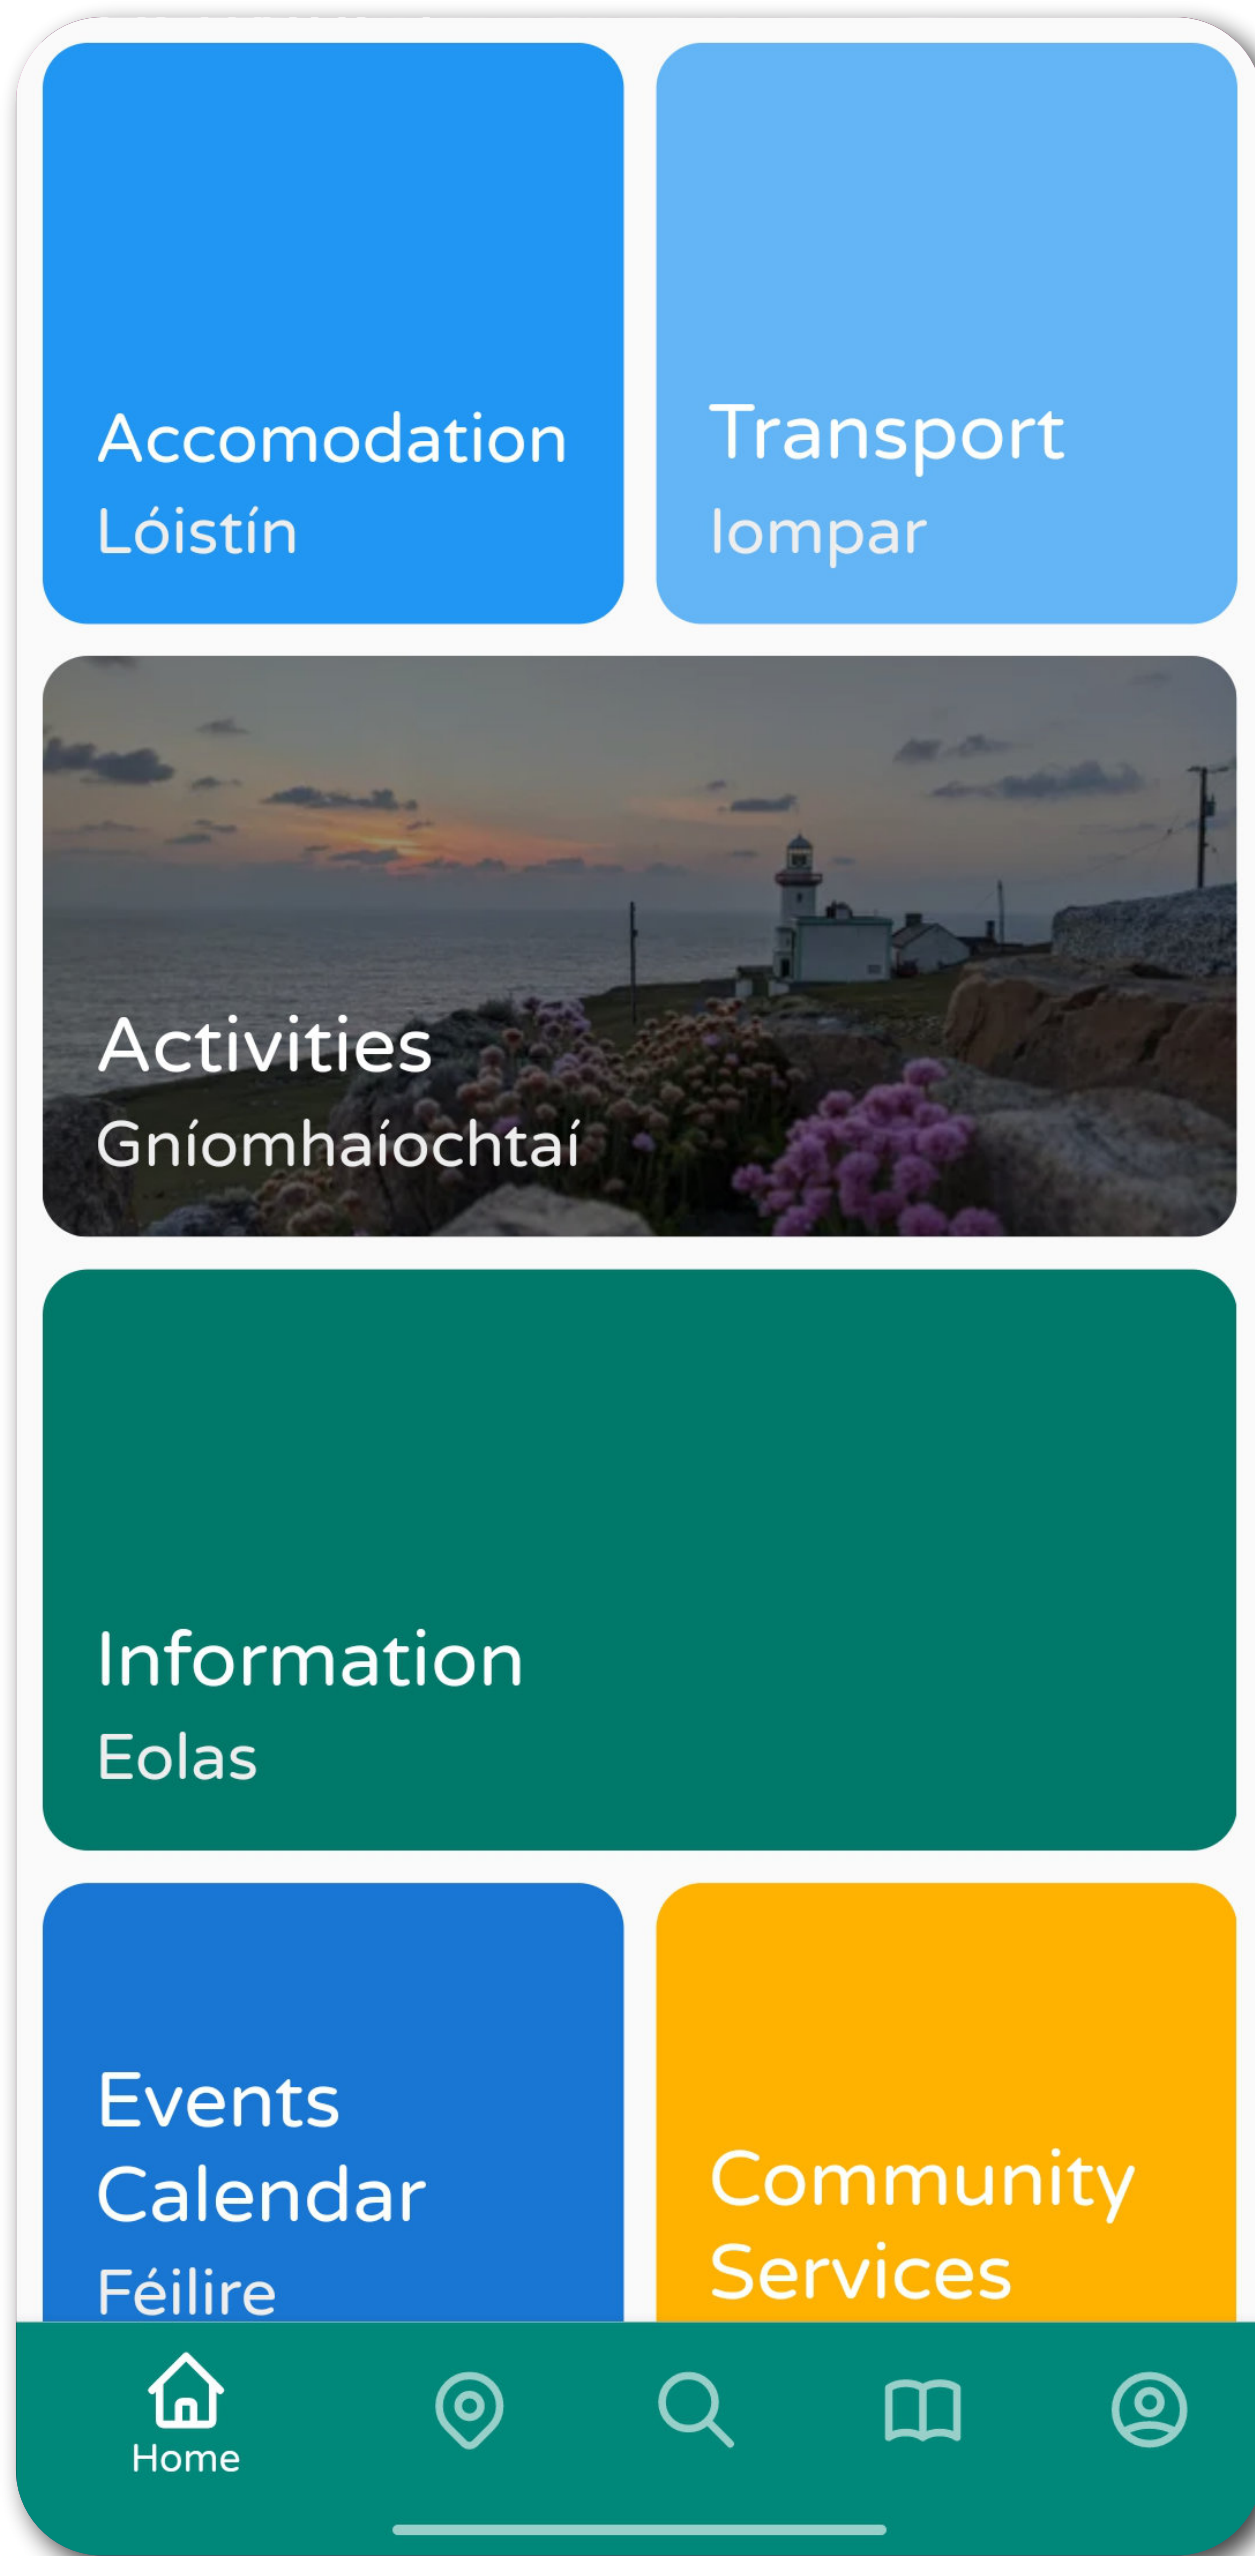 Accomodation
Lóistín
Transport
Iompar
Activities
Gníomhaíochtaí
Information
Eolas
Events
Calendar
Féilire
Community
Services
Home